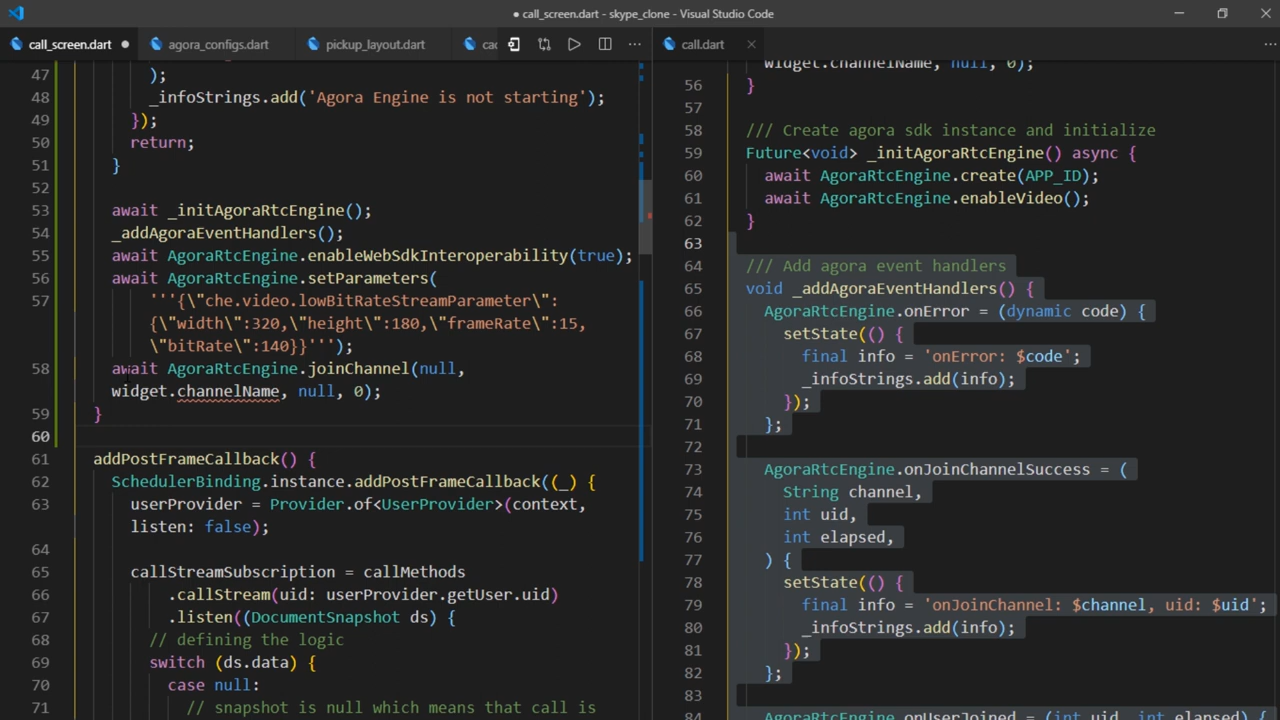 ● call_screen.dart - skype_clone - Visual Studio Code
call_screen.dart ●
agora_configs.dart
pickup_layout.dart
cac
call.dart
47 );
48 _infoStrings.add('Agora Engine is not starting');
49 });
50 return;
51 }
52
53 await _initAgoraRtcEngine();
54 _addAgoraEventHandlers();
55 await AgoraRtcEngine.enableWebSdkInteroperability(true);
56 await AgoraRtcEngine.setParameters(
57 '''{\"che.video.lowBitRateStreamParameter\":
{\"width\":320,\"height\":180,\"frameRate\":15,
\"bitRate\":140}}''');
58 await AgoraRtcEngine.joinChannel(null,
widget.channelName, null, 0);
59 }
60
61 addPostFrameCallback() {
62 SchedulerBinding.instance.addPostFrameCallback((_) {
63 userProvider = Provider.of<UserProvider>(context,
listen: false);
64
65 callStreamSubscription = callMethods
66 .callStream(uid: userProvider.getUser.uid)
67 .listen((DocumentSnapshot ds) {
68 // defining the logic
69 switch (ds.data) {
70 case null:
71 // snapshot is null which means that call is
widget.channelName, null, 0);
56 }
57
58 /// Create agora sdk instance and initialize
59 Future<void> _initAgoraRtcEngine() async {
60 await AgoraRtcEngine.create(APP_ID);
61 await AgoraRtcEngine.enableVideo();
62 }
63
64 /// Add agora event handlers
65 void _addAgoraEventHandlers() {
66 AgoraRtcEngine.onError = (dynamic code) {
67 setState(() {
68 final info = 'onError: $code';
69 _infoStrings.add(info);
70 });
71 };
72
73 AgoraRtcEngine.onJoinChannelSuccess = (
74 String channel,
75 int uid,
76 int elapsed,
77 ) {
78 setState(() {
79 final info = 'onJoinChannel: $channel, uid: $uid';
80 _infoStrings.add(info);
81 });
82 };
83
84 AgoraRtcEngine.onUserJoined = (int uid, int elapsed) {